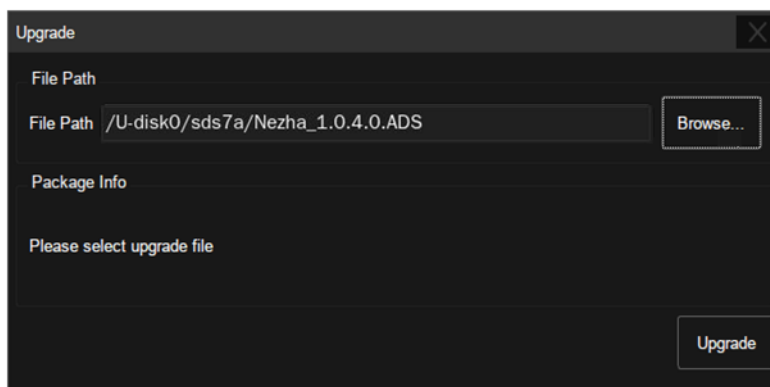 Upgrade
File Path
File Path /U-disk0/sds7a/Nezha_1.0.4.0.ADS Browse...
Package Info
Please select upgrade file
Upgrade